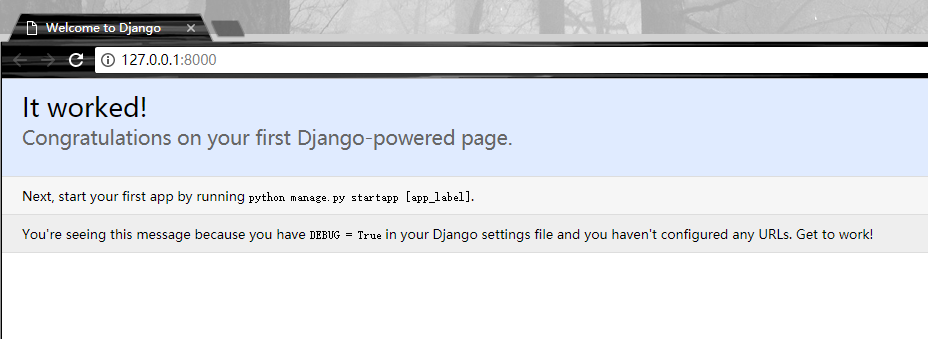 Welcome to Django
127.0.0.1:8000
It worked!
Congratulations on your first Django-powered page.
Next, start your first app by running python manage.py startapp [app_label].
You're seeing this message because you have DEBUG = True in your Django settings file and you haven't configured any URLs. Get to work!